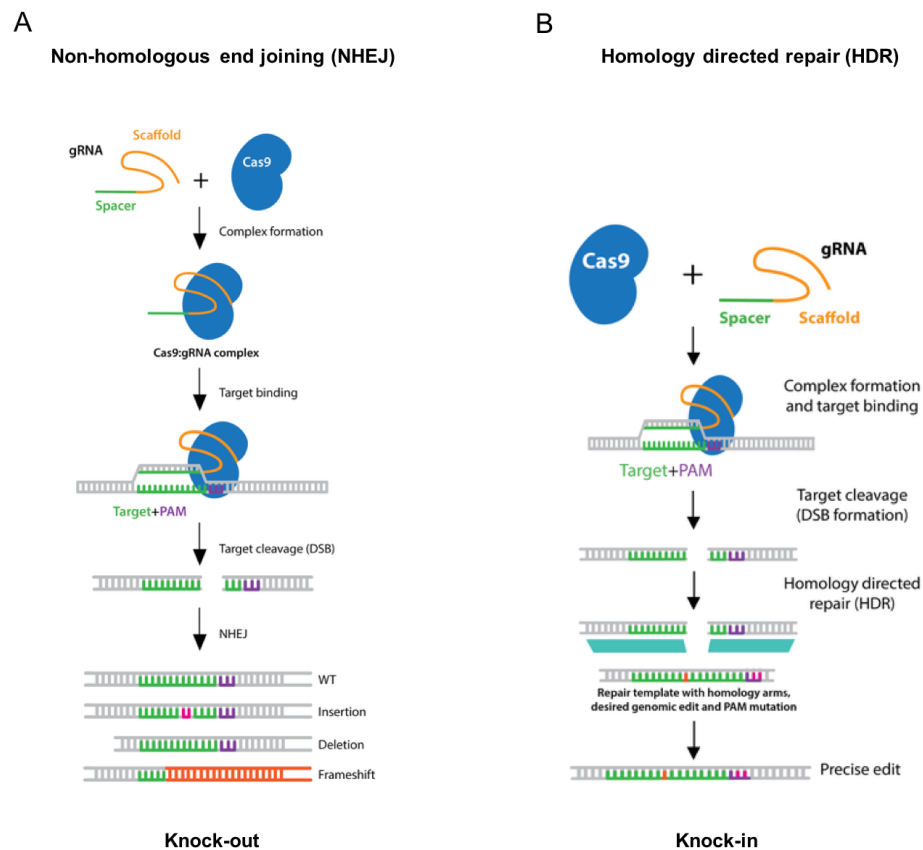 A
Non-homologous end joining (NHEJ)
gRNA
Scaffold
Spacer
+
Cas9
Complex formation
Cas9:gRNA complex
Target binding
Target+PAM
Target cleavage (DSB)
NHEJ
WT
Insertion
Deletion
Frameshift
Knock-out
B
Homology directed repair (HDR)
Cas9
+
gRNA
Spacer
Scaffold
Complex formation
and target binding
Target+PAM
Target cleavage
(DSB formation)
Homology directed
repair (HDR)
Repair template with homology arms,
desired genomic edit and PAM mutation
Precise edit
Knock-in